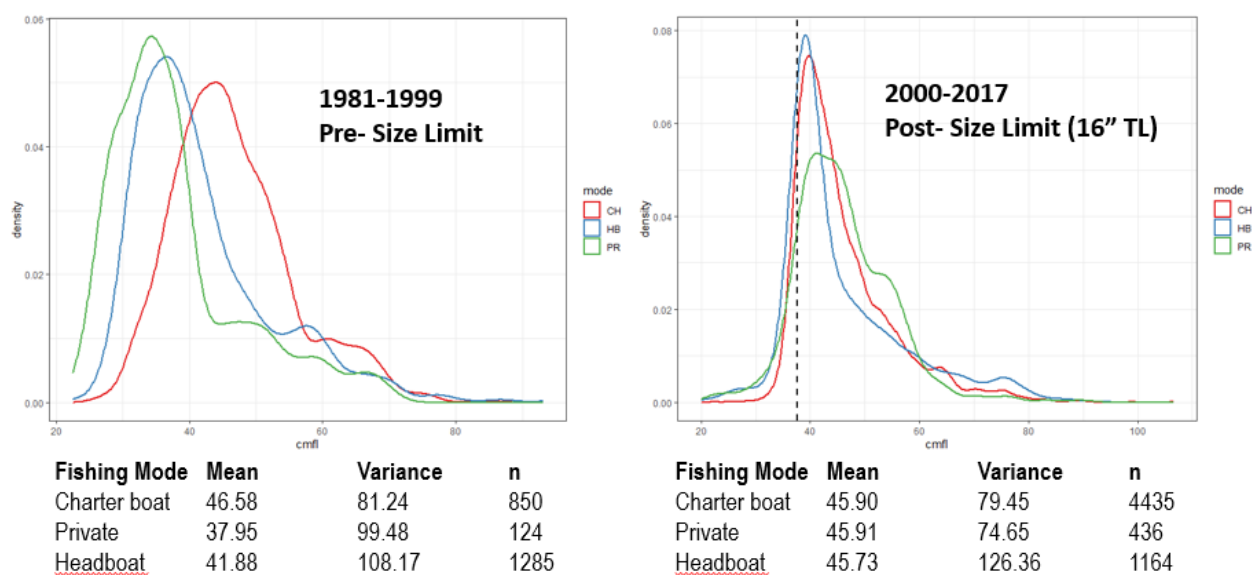 1981-1999
Pre- Size Limit
0.06
0.04
0.02
0.00
density
20 40 60 80
cmfl
mode
CH
HB
PR
Fishing Mode Mean Variance n
Charter boat 46.58 81.24 850
Private 37.95 99.48 124
Headboat 41.88 108.17 1285
2000-2017
Post- Size Limit (16” TL)
0.08
0.06
0.04
0.02
0.00
density
20 40 60 80 100
cmfl
mode
CH
HB
PR
Fishing Mode Mean Variance n
Charter boat 45.90 79.45 4435
Private 45.91 74.65 436
Headboat 45.73 126.36 1164